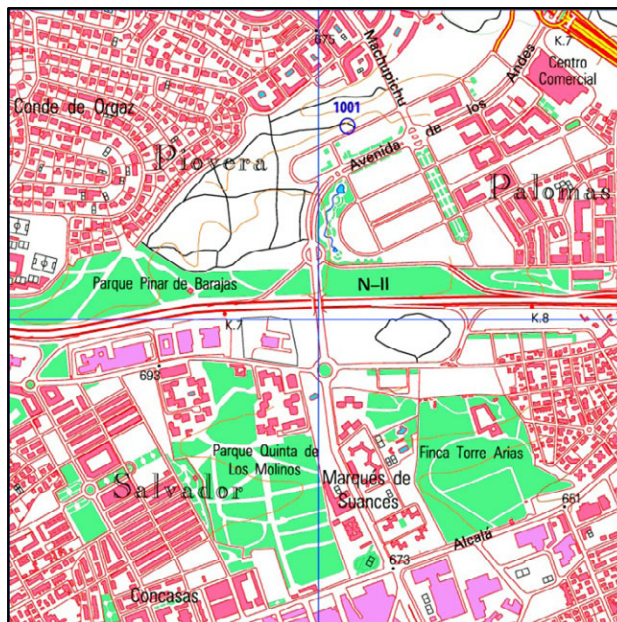 675
K.7
Machupichu
Andes
Centro
Comercial
Conde de Orgaz
1001
los
de
Avenida
Piovera
Palomas
Parque Pinar de Barajas
N-II
K.7
K.8
693
Parque Quinta de
Los Molinos
Finca Torre Arias
Marqués de
Suances
Salvador
661
Alcalá
673
Concasas